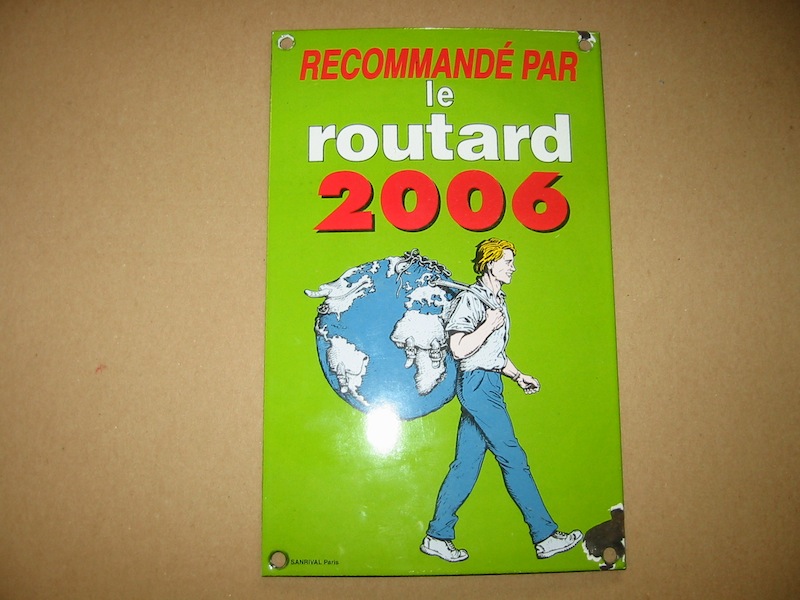 RECOMMANDÉ PAR
le
routard
2006
SANRIVAL Paris